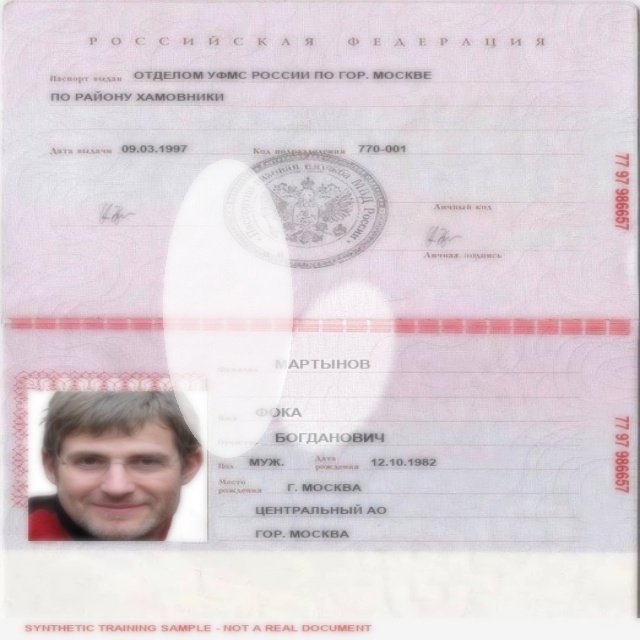 РОССИЙСКАЯ ФЕДЕРАЦИЯ
Паспорт выдан ОТДЕЛОМ УФМС РОССИИ ПО ГОР. МОСКВЕ
ПО РАЙОНУ ХАМОВНИКИ
Дата выдачи 09.03.1997 Код подразделения 770-001
Личный код
Личная подпись
77 97 986657
МАРТЫНОВ
ФОКА
БОГДАНОВИЧ
Пол МУЖ. Дата рождения 12.10.1982
Место рождения Г. МОСКВА
ЦЕНТРАЛЬНЫЙ АО
ГОР. МОСКВА
77 97 986657
SYNTHETIC TRAINING SAMPLE - NOT A REAL DOCUMENT